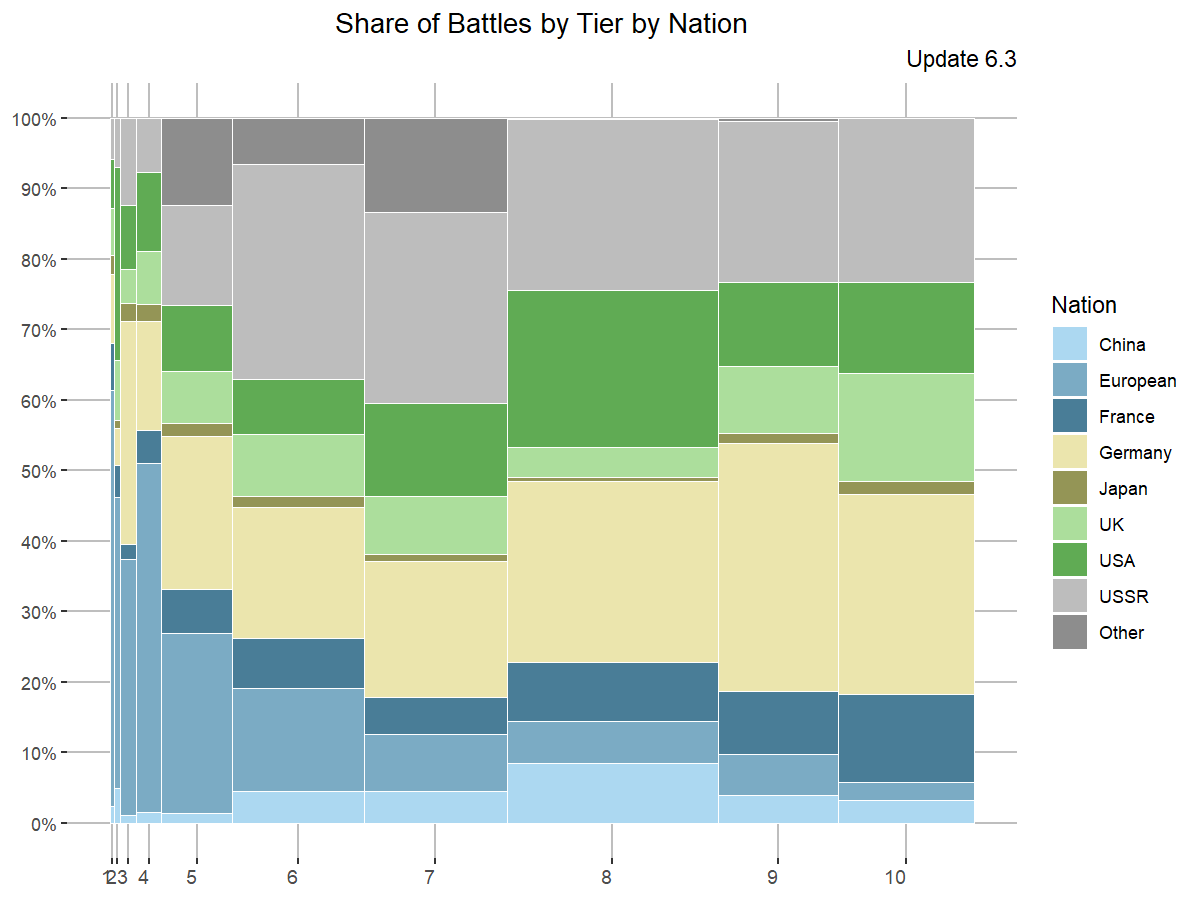 Share of Battles by Tier by Nation
Update 6.3
100%
90%
80%
70%
60%
50%
40%
30%
20%
10%
0%
1 2 3 4 5 6 7 8 9 10
Nation
China
European
France
Germany
Japan
UK
USA
USSR
Other